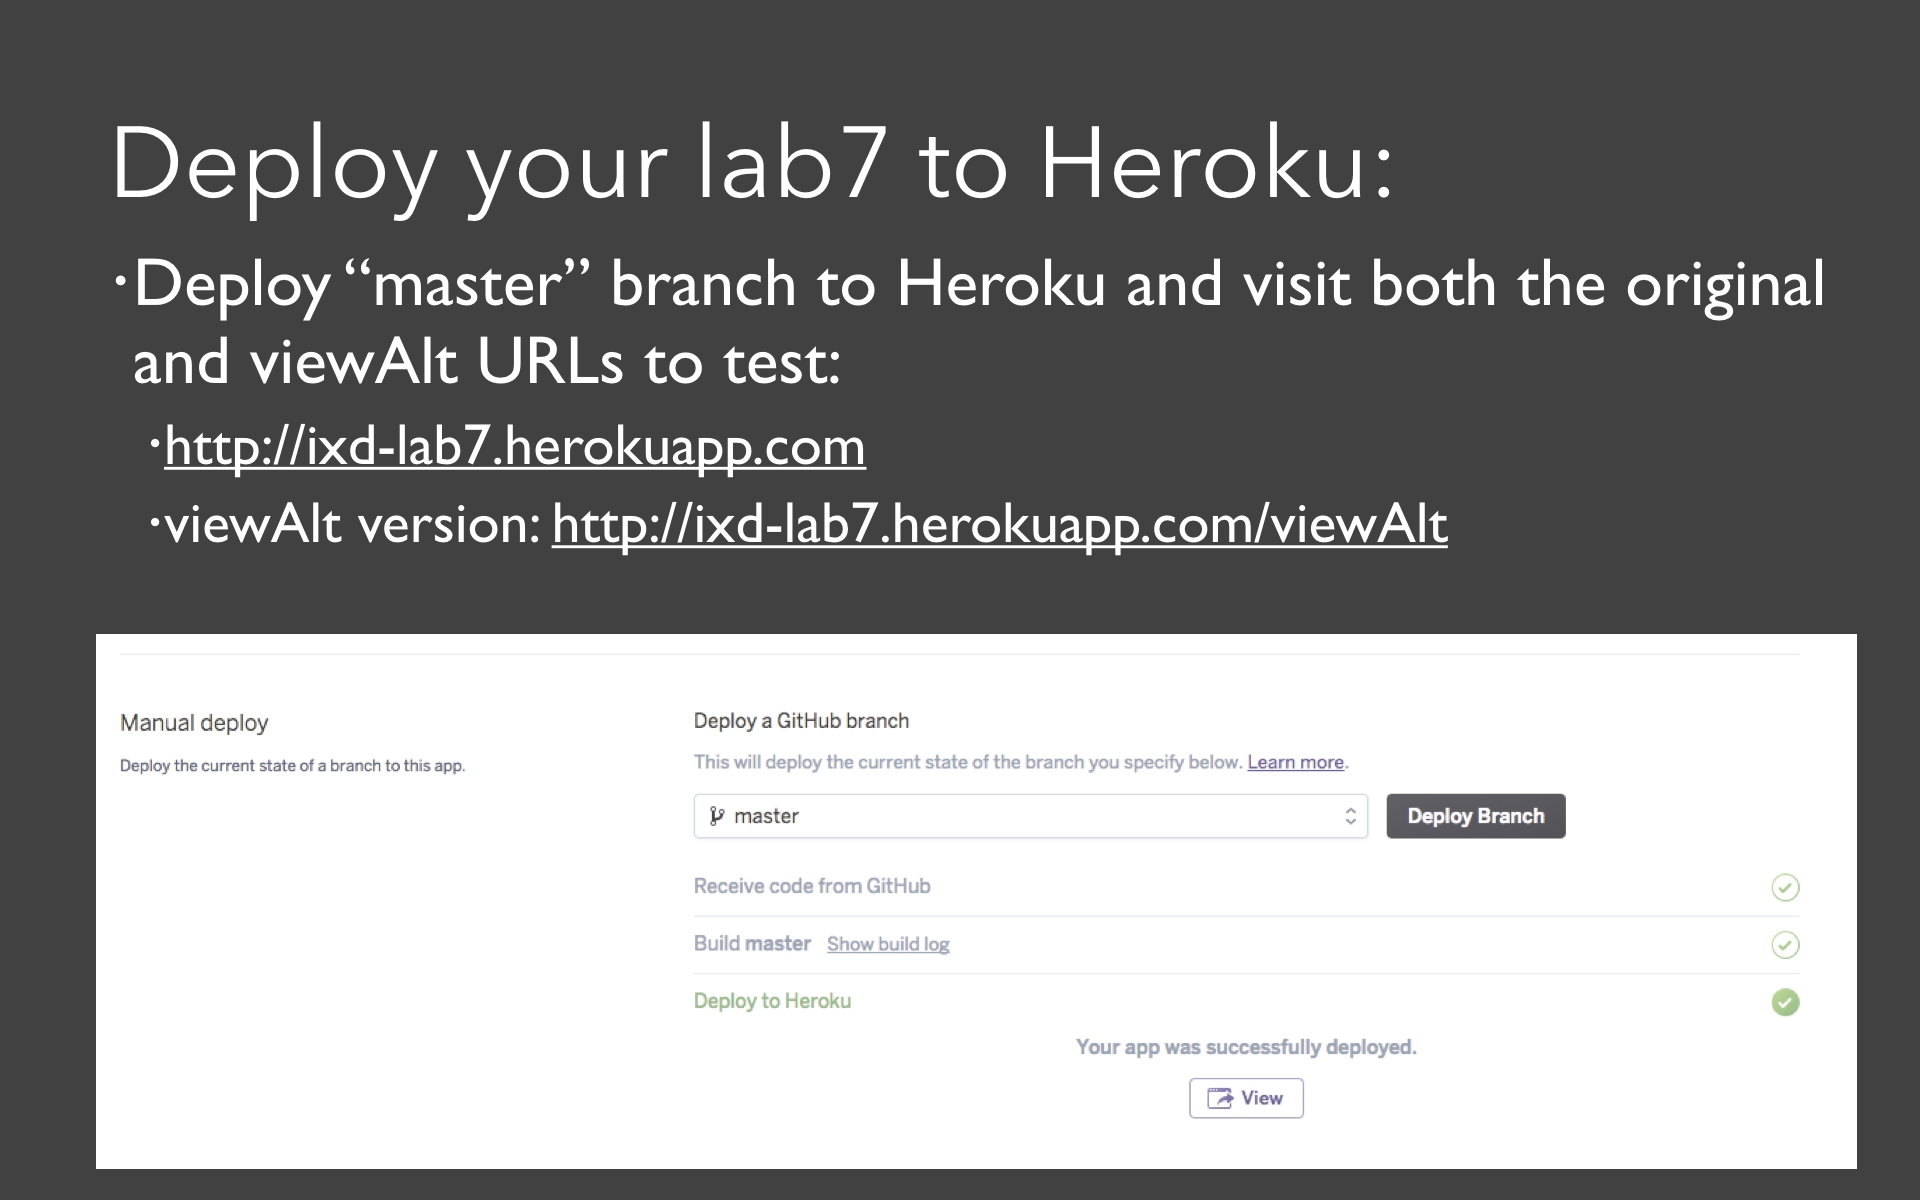 Deploy your lab7 to Heroku:
·Deploy “master” branch to Heroku and visit both the original
and viewAlt URLs to test:
·http://ixd-lab7.herokuapp.com
·viewAlt version: http://ixd-lab7.herokuapp.com/viewAlt
Manual deploy
Deploy the current state of a branch to this app.
Deploy a GitHub branch
This will deploy the current state of the branch you specify below. Learn more.
master
Deploy Branch
Receive code from GitHub
Build master Show build log
Deploy to Heroku
Your app was successfully deployed.
View